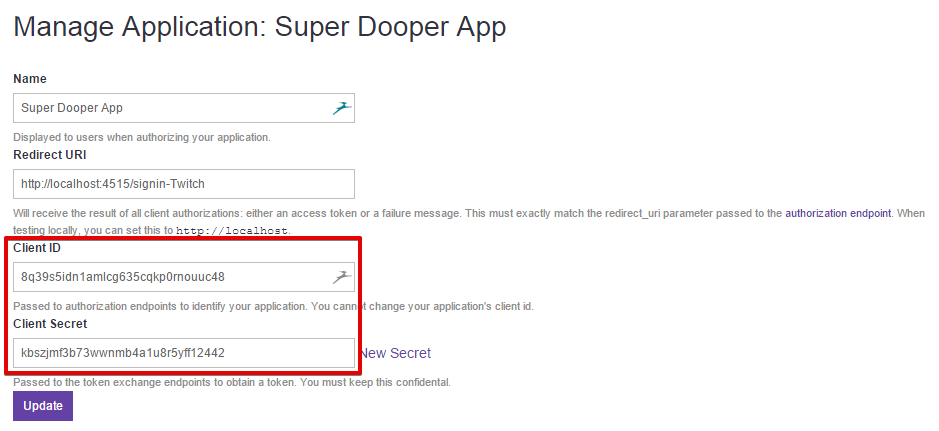 Manage Application: Super Dooper App
Name
Super Dooper App
Displayed to users when authorizing your application.
Redirect URI
http://localhost:4515/signin-Twitch
Will receive the result of all client authorizations: either an access token or a failure message. This must exactly match the redirect_uri parameter passed to the authorization endpoint. When
testing locally, you can set this to http://localhost.
Client ID
8q39s5idn1amlcg635cqkp0rnouuc48
Passed to authorization endpoints to identify your application. You cannot change your application's client id.
Client Secret
kbszjmf3b73wwnmb4a1u8r5yff12442
New Secret
Passed to the token exchange endpoints to obtain a token. You must keep this confidental.
Update